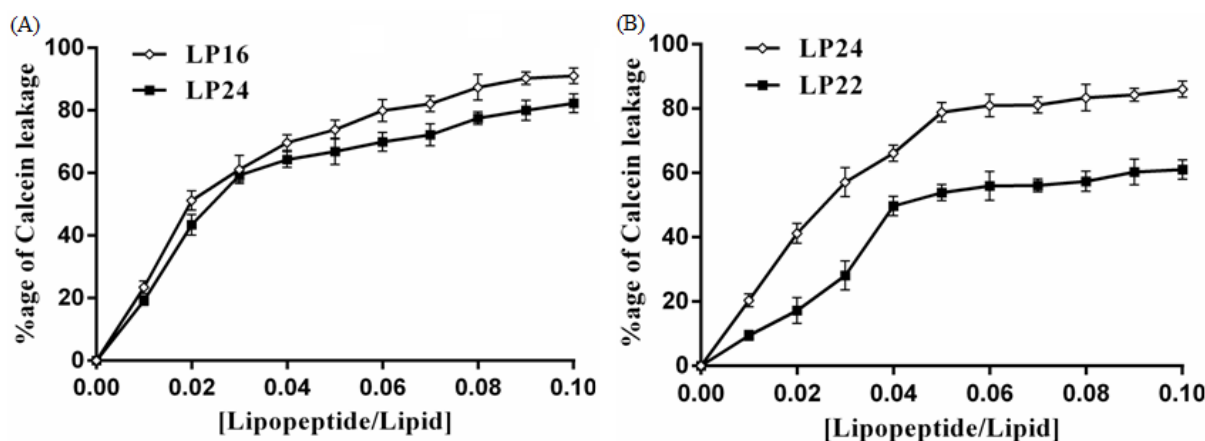 (A)
%age of Calcein leakage
100
80
60
40
20
0
LP16
LP24
0.00 0.02 0.04 0.06 0.08 0.10
[Lipopeptide/Lipid]
(B)
%age of Calcein leakage
100
80
60
40
20
0
LP24
LP22
0.00 0.02 0.04 0.06 0.08 0.10
[Lipopeptide/Lipid]